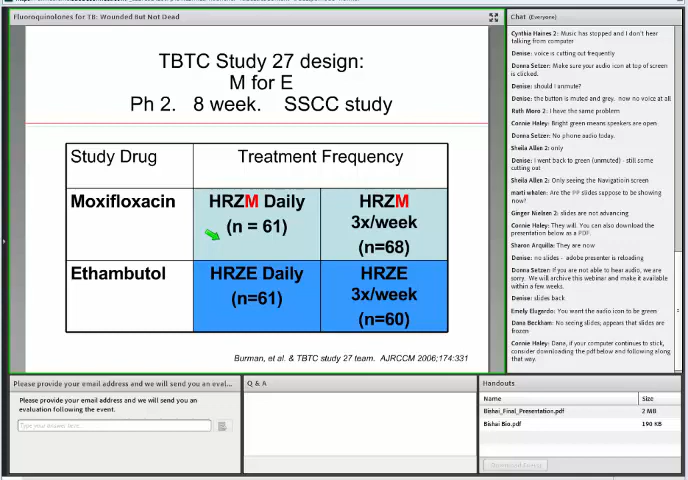 Fluoroquinolones for TB: Wounded But Not Dead
TBTC Study 27 design:
M for E
Ph 2. 8 week. SSCC study
Study Drug
Treatment Frequency
Moxifloxacin
HRZM Daily
(n = 61)
HRZM
3x/week
(n=68)
Ethambutol
HRZE Daily
(n=61)
HRZE
3x/week
(n=60)
Burman, et al. & TBTC study 27 team. AJRCCM 2006;174:331
Chat (Everyone)
Cynthia Haines 2: Music has stopped and I don't hear
talking from computer
Denise: voice is cutting out frequently
Donna Setzer: Make sure your audio icon at top of screen
is clicked.
Denise: should I unmute?
Denise: the button is muted and grey. now no voice at all
Ruth Moro 2: I have the same problem
Connie Haley: Bright green means speakers are open
Donna Setzer: No phone audio today.
Sheila Allen 2: only
Denise: I went back to green (unmuted) - still some
cutting out
Sheila Allen 2: Only seeing the Navigatioin screen
marti whalen: Are the PP slides suppose to be showing
now?
Ginger Nielsen 2: slides are not advancing
Connie Haley: They will. You can also download the
presentation below as a PDF.
Sharon Arquilla: They are now
Denise: no slides - adobe presenter is reloading
Donna Setzer: If you are not able to hear audio, we are
sorry. We will archive this webinar and make it available
within a few weeks.
Denise: slides back
Emely Elugardo: You want the audio icon to be green
Dana Beckham: No seeing slides; appears that slides are
frozen
Connie Haley: Dana, if your computer continues to stick,
consider downloading the pdf below and following along
that way.
Please provide your email address and we will send you an eval...
Please provide your email address and we will send you an
evaluation following the event.
Type your answer here...
Q & A
Handouts
Name
Size
Bishai_Final_Presentation.pdf
2 MB
Bishai Bio.pdf
190 KB